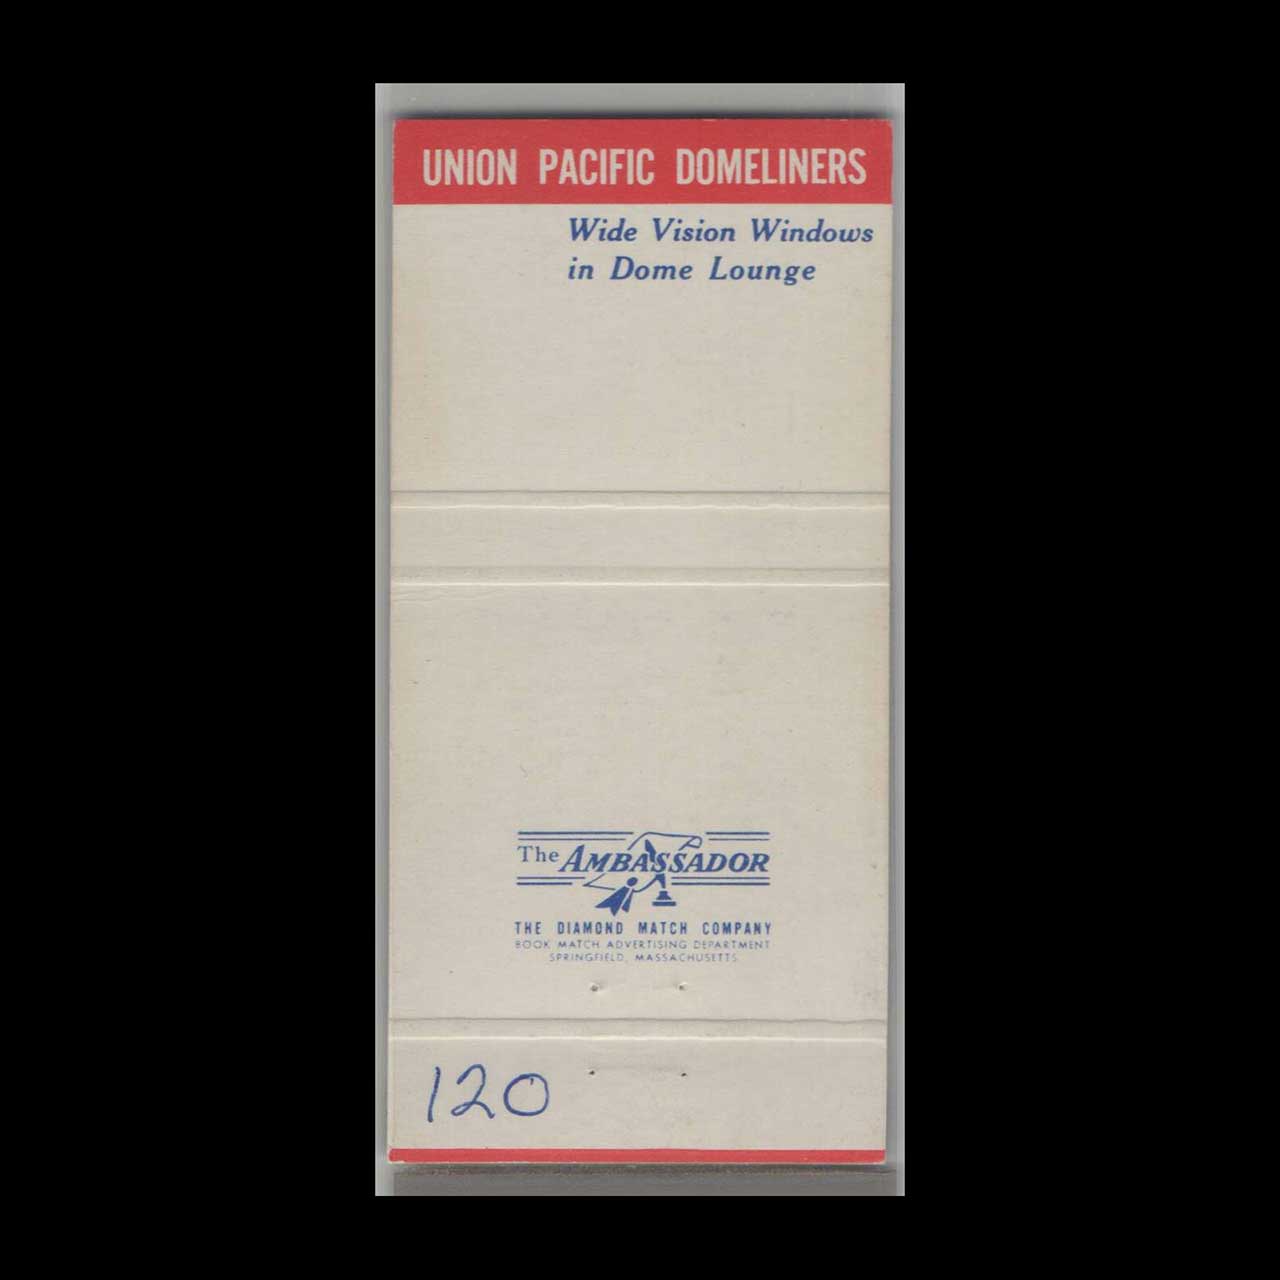 UNION PACIFIC DOMELINERS
Wide Vision Windows
in Dome Lounge
The AMBASSADOR
THE DIAMOND MATCH COMPANY
BOOK MATCH ADVERTISING DEPARTMENT
SPRINGFIELD, MASSACHUSETTS
120